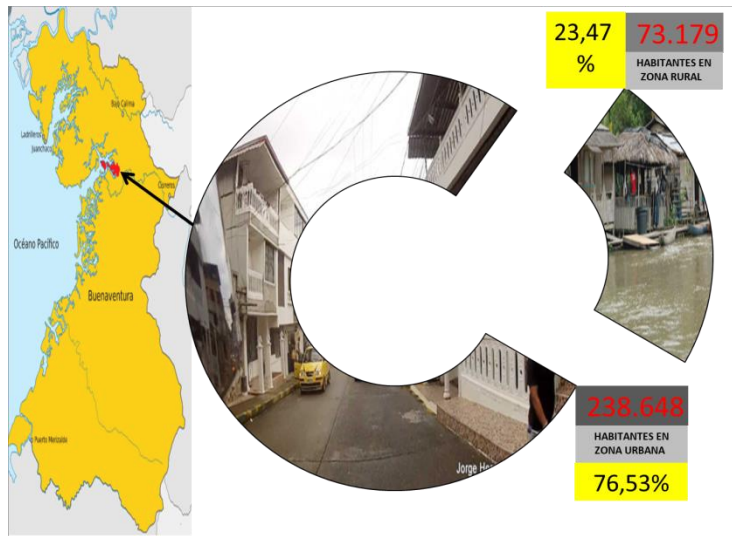 23,47
%
73.179
HABITANTES EN
ZONA RURAL
Bajo Calima
Ladrilleros
Juanchaco
Cisneros
Océano Pacífico
Buenaventura
Puerto Merizalde
238.648
HABITANTES EN
ZONA URBANA
76,53%
Jorge